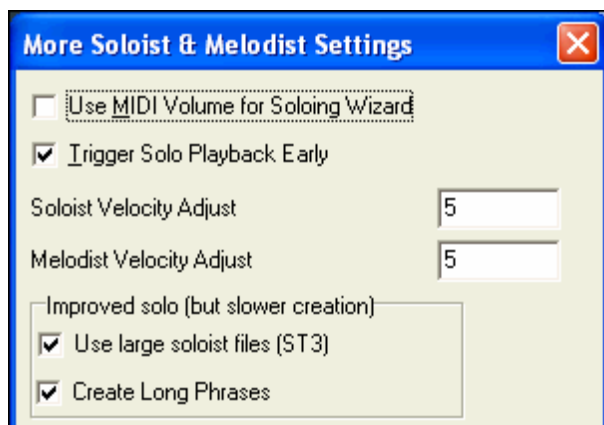 More Soloist & Melodist Settings
Use MIDI Volume for Soloing Wizard
Trigger Solo Playback Early
Soloist Velocity Adjust 5
Melodist Velocity Adjust 5
Improved solo (but slower creation)
Use large soloist files (ST3)
Create Long Phrases